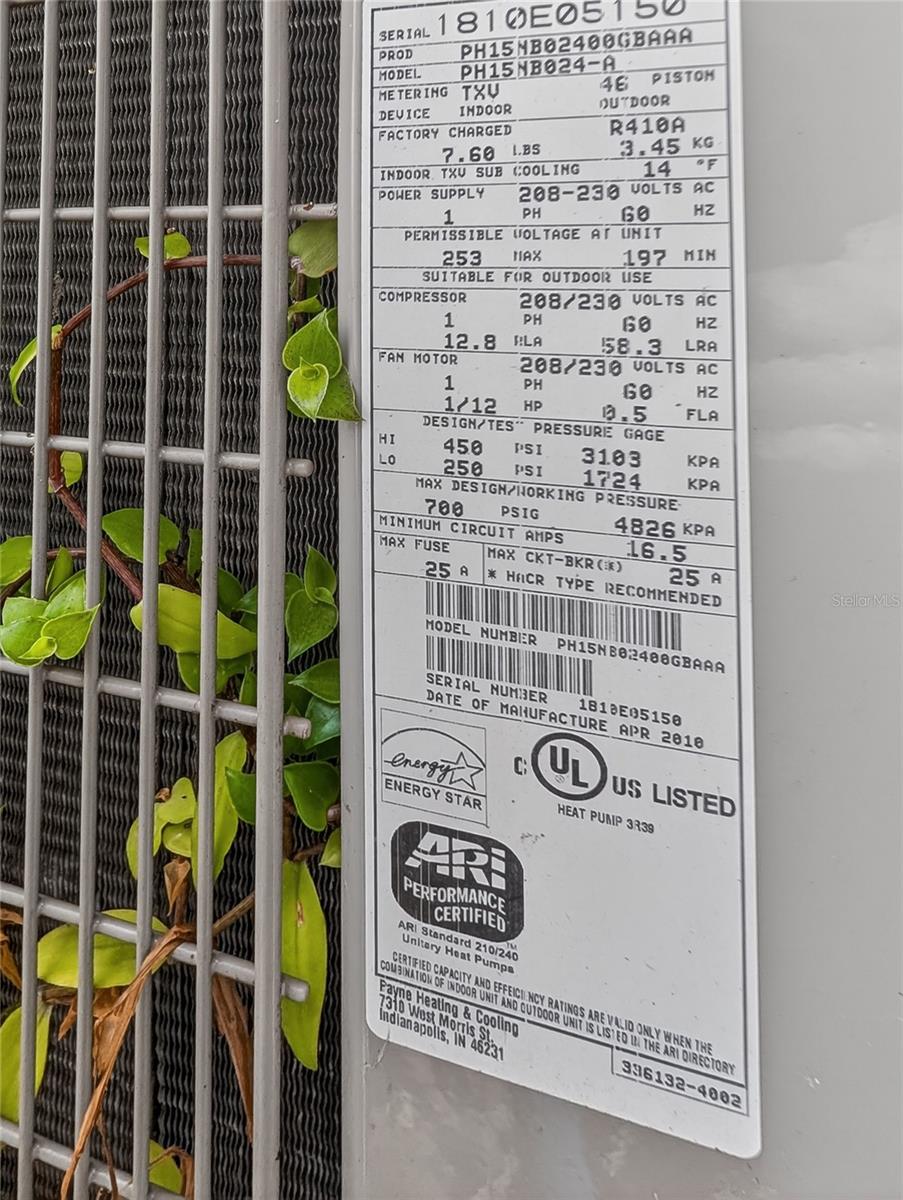 SERIAL 1810E05150
PROD PH15NB02400GBAAA
MODEL PH15NB024-A
METERING TXV 46 PISTON
DEVICE INDOOR OUTDOOR
FACTORY CHARGED R410A
7.60 LBS 3.45 KG
INDOOR TXV SUB COOLING 14 °F
POWER SUPPLY 208-230 VOLTS AC
1 PH 60 HZ
PERMISSIBLE VOLTAGE AT UNIT
253 MAX 197 MIN
SUITABLE FOR OUTDOOR USE
COMPRESSOR 208/230 VOLTS AC
1 PH 60 HZ
12.8 RLA 58.3 LRA
FAN MOTOR 208/230 VOLTS AC
1 PH 60 HZ
1/12 HP 0.5 FLA
DESIGN/TEST PRESSURE GAGE
HI 450 PSI 3103 KPA
LO 250 PSI 1724 KPA
MAX DESIGN/WORKING PRESSURE
700 PSIG 4826 KPA
MINIMUM CIRCUIT AMPS 16.5
MAX FUSE MAX CKT-BKR(*)
25 A 25 A
* HACR TYPE RECOMMENDED
MODEL NUMBER PH15NB02400GBAAA
SERIAL NUMBER 1810E05150
DATE OF MANUFACTURE APR 2010
energy
ENERGY STAR
C UL US LISTED
HEAT PUMP 3R39
ARi
PERFORMANCE
CERTIFIED™
ARI Standard 210/240
Unitary Heat Pumps
CERTIFIED CAPACITY AND EFFICIENCY RATINGS ARE VALID ONLY WHEN THE
COMBINATION OF INDOOR UNIT AND OUTDOOR UNIT IS LISTED IN THE ARI DIRECTORY
Payne Heating & Cooling
7310 West Morris St.
Indianapolis, IN 46231
336132-4002
Stellar MLS